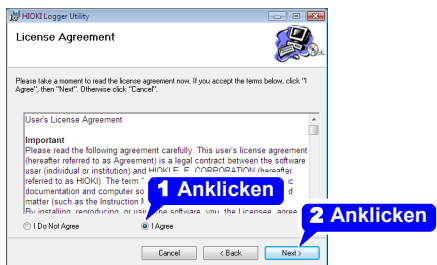 HIOKI Logger Utility
License Agreement
Please take a moment to read the license agreement now. If you accept the terms below, click "I
Agree", then "Next". Otherwise click "Cancel".
User's License Agreement
Important
Please read the following agreement carefully. This user's license agreement
(hereafter referred to as Agreement) is a legal contract between the software
user (individual or institution) and HIOKI E. E. CORPORATION (hereafter
referred to as HIOKI). The term "
documentation and computer so
matter (such as the Instruction
By installing, reproducing, or using the software, you, the Licensee, agree
1 Anklicken
2 Anklicken
I Do Not Agree
I Agree
Cancel
< Back
Next >